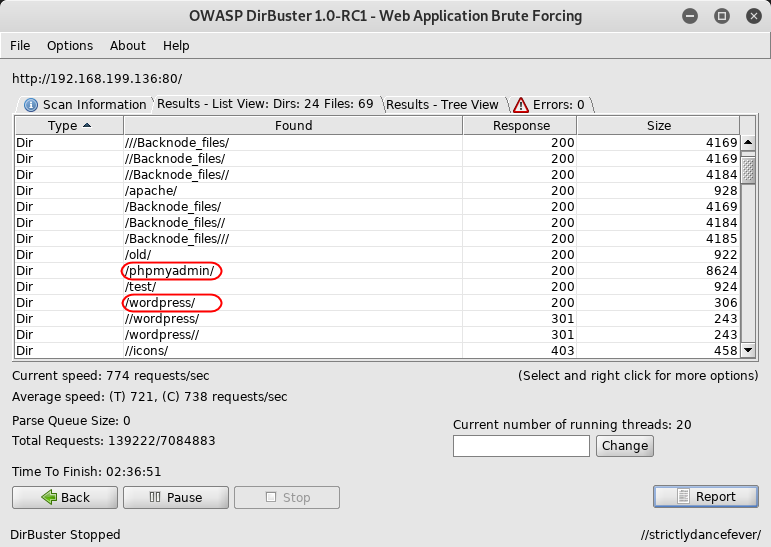 OWASP DirBuster 1.0-RC1 - Web Application Brute Forcing
File Options About Help
http://192.168.199.136:80/
Scan Information Results - List View: Dirs: 24 Files: 69 Results - Tree View Errors: 0
Type Found Response Size
Dir ///Backnode_files/ 200 4169
Dir //Backnode_files/ 200 4169
Dir //Backnode_files// 200 4184
Dir /apache/ 200 928
Dir /Backnode_files/ 200 4169
Dir /Backnode_files// 200 4184
Dir /Backnode_files/// 200 4185
Dir /old/ 200 922
Dir /phpmyadmin/ 200 8624
Dir /test/ 200 924
Dir /wordpress/ 200 306
Dir //wordpress/ 301 243
Dir /wordpress// 301 243
Dir //icons/ 403 458
Current speed: 774 requests/sec (Select and right click for more options)
Average speed: (T) 721, (C) 738 requests/sec
Parse Queue Size: 0 Current number of running threads: 20
Total Requests: 139222/7084883 Change
Time To Finish: 02:36:51
Back Pause Stop Report
DirBuster Stopped //strictlydancefever/